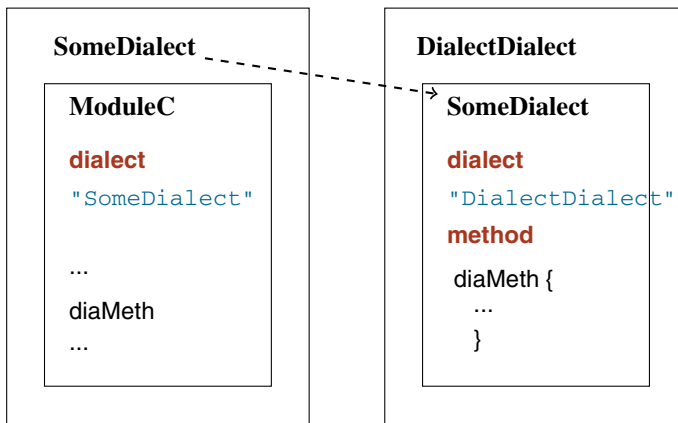 SomeDialect
ModuleC
dialect
"SomeDialect"
...
diaMeth
...
DialectDialect
SomeDialect
dialect
"DialectDialect"
method
diaMeth {
...
}